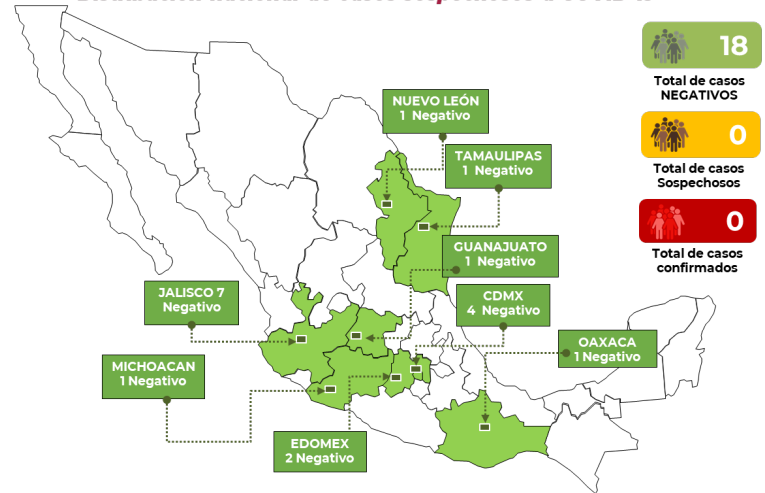 18
Total de casos
NEGATIVOS
0
Total de casos
Sospechosos
0
Total de casos
confirmados
NUEVO LEÓN
1 Negativo
TAMAULIPAS
1 Negativo
GUANAJUATO
1 Negativo
JALISCO 7
Negativo
CDMX
4 Negativo
OAXACA
1 Negativo
MICHOACAN
1 Negativo
EDOMEX
2 Negativo